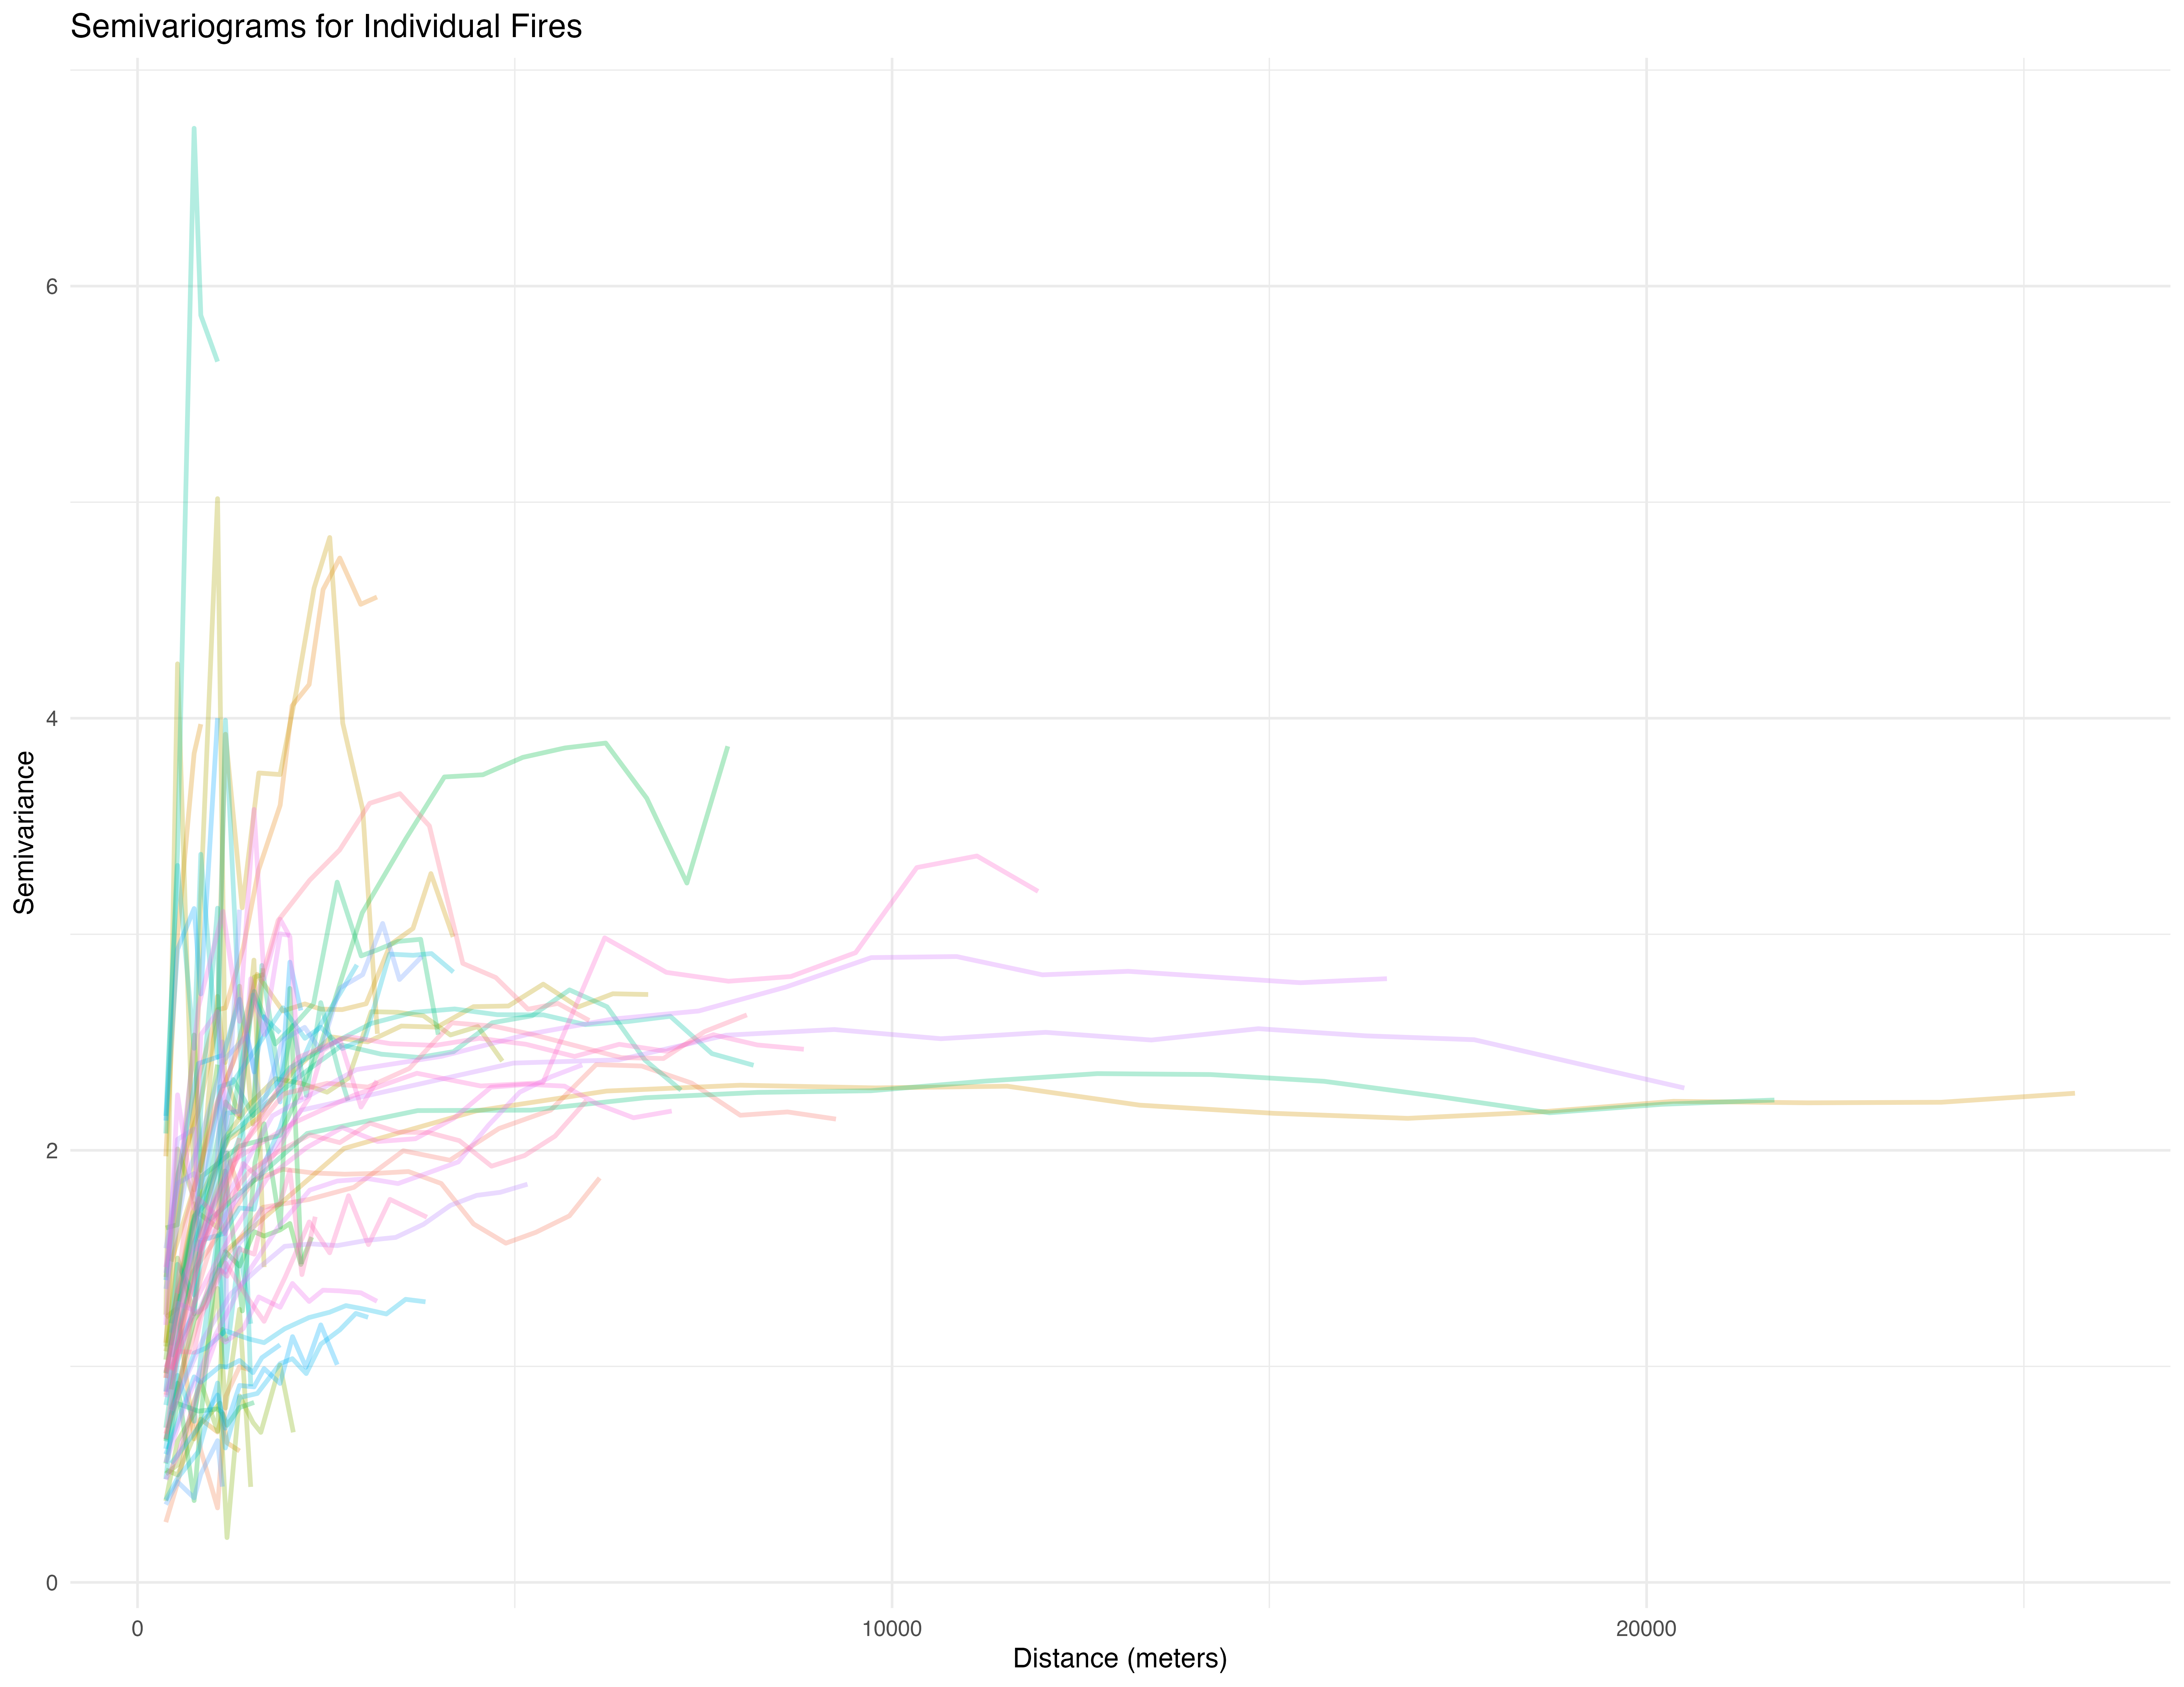 Semivariograms for Individual Fires
6
4
2
0
Semivariance
0 10000 20000
Distance (meters)